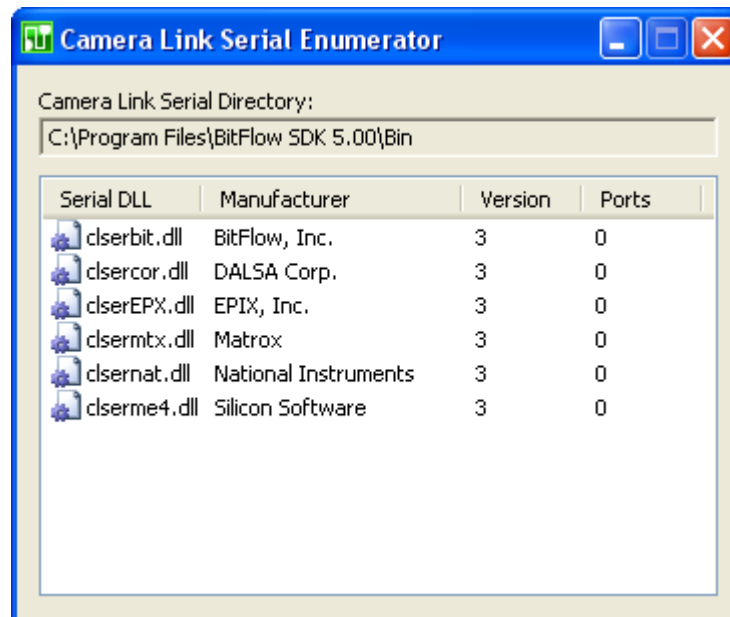 Camera Link Serial Enumerator
Camera Link Serial Directory:
C:\Program Files\BitFlow SDK 5.00\Bin
Serial DLL Manufacturer Version Ports
clserbit.dll BitFlow, Inc. 3 0
clsercor.dll DALSA Corp. 3 0
clserEPX.dll EPIX, Inc. 3 0
clsermtx.dll Matrox 3 0
clsernat.dll National Instruments 3 0
clserme4.dll Silicon Software 3 0